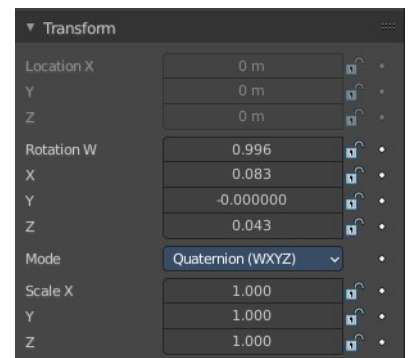 Transform
Location X 0 m
Y 0 m
Z 0 m
Rotation W 0.996
X 0.083
Y -0.000000
Z 0.043
Mode Quaternion (WXYZ)
Scale X 1.000
Y 1.000
Z 1.000